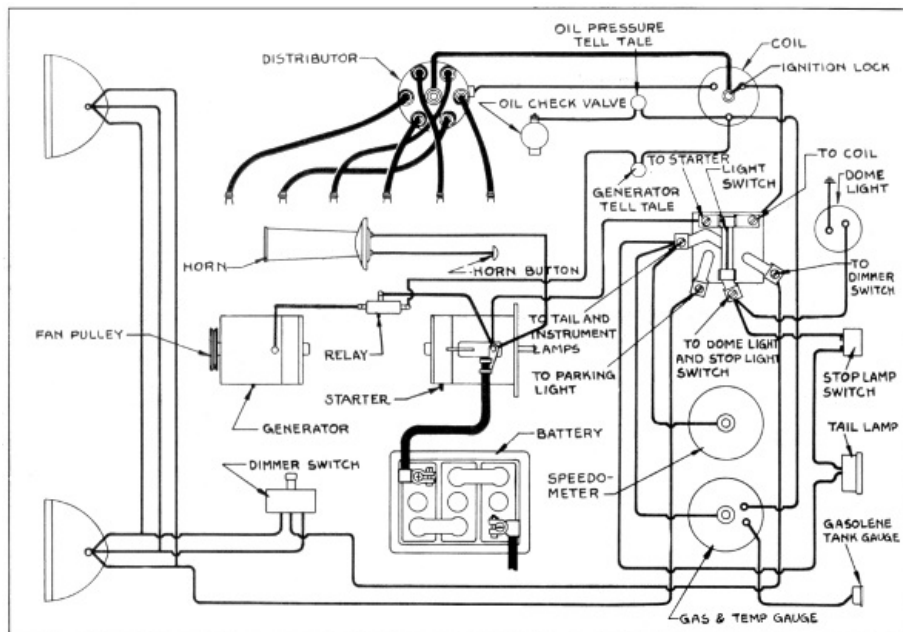 OIL PRESSURE
TELL TALE
COIL
DISTRIBUTOR
IGNITION LOCK
OIL CHECK VALVE
TO STARTER
LIGHT
SWITCH
TO COIL
DOME
LIGHT
GENERATOR
TELL TALE
HORN
HORN BUTTON
TO
DIMMER
SWITCH
FAN PULLEY
RELAY
TO TAIL AND
INSTRUMENT
LAMPS
TO DOME LIGHT
AND STOP LIGHT
SWITCH
TO PARKING
LIGHT
STOP LAMP
SWITCH
STARTER
GENERATOR
BATTERY
TAIL LAMP
DIMMER SWITCH
SPEEDO-
METER
GASOLENE
TANK GAUGE
GAS & TEMP GAUGE